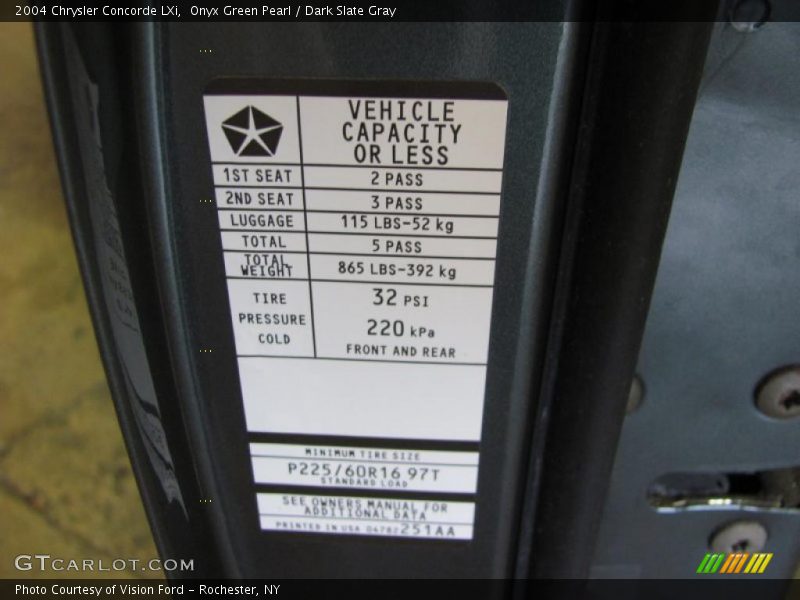 2004 Chrysler Concorde LXi,  Onyx Green Pearl / Dark Slate Gray
VEHICLE
CAPACITY
OR LESS
1ST SEAT 2 PASS
2ND SEAT 3 PASS
LUGGAGE 115 LBS-52 kg
TOTAL 5 PASS
TOTAL
WEIGHT 865 LBS-392 kg
TIRE
PRESSURE
COLD
32 PSI
220 kPa
FRONT AND REAR
MINIMUM TIRE SIZE
P225/60R16 97T
STANDARD LOAD
SEE OWNERS MANUAL FOR
ADDITIONAL DATA
PRINTED IN USA 04787251AA
GTCARLOT.COM
Photo Courtesy of Vision Ford - Rochester, NY